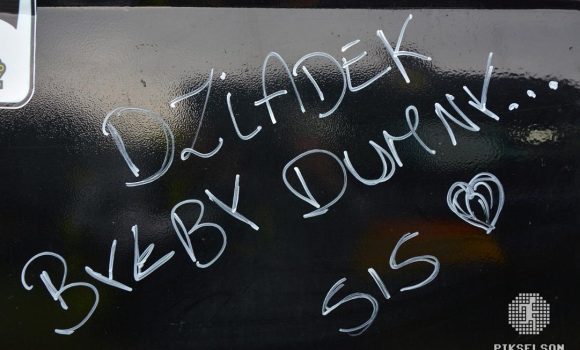 DZIADEK
BYŁBY DUMNY...
SIS
PIKSELSON